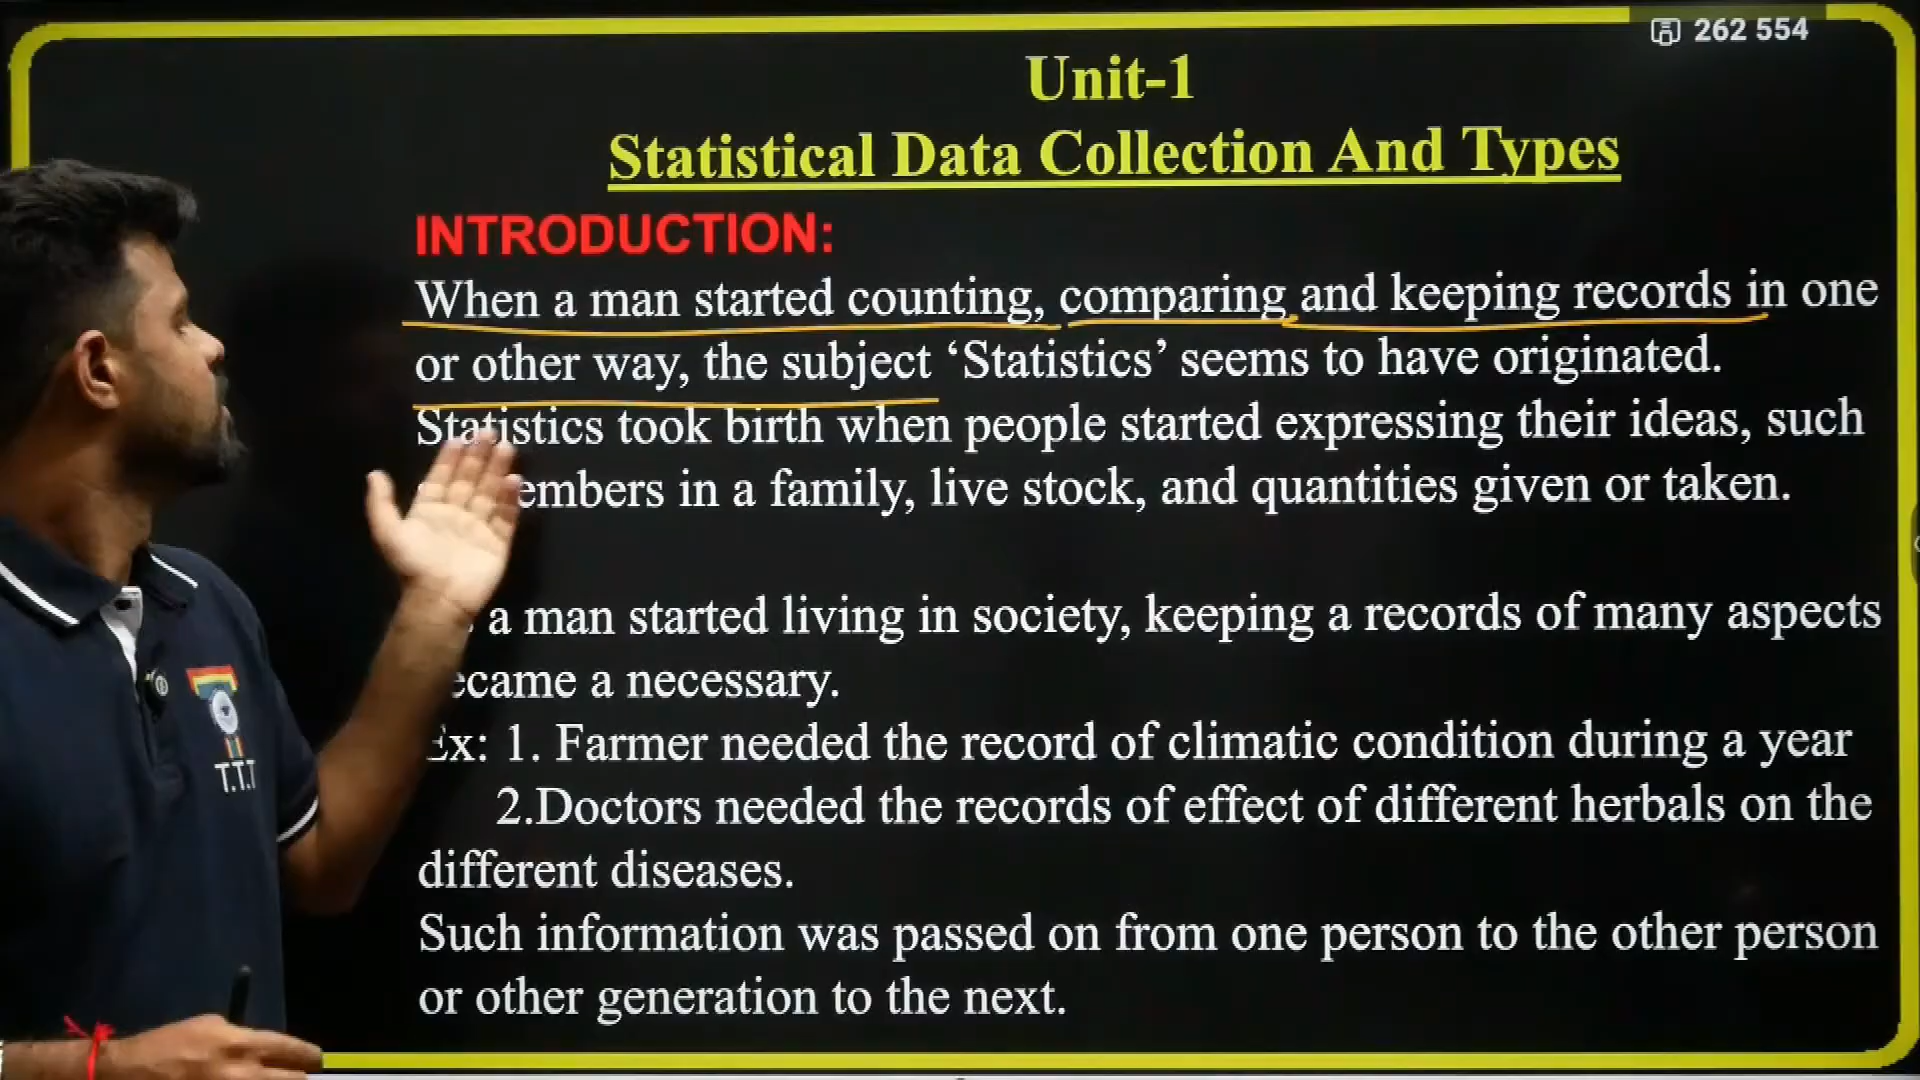 262 554
Unit-1
Statistical Data Collection And Types
INTRODUCTION:
When a man started counting, comparing and keeping records in one
or other way, the subject ‘Statistics’ seems to have originated.
Statistics took birth when people started expressing their ideas, such
in a family, live stock, and quantities given or taken.
a man started living in society, keeping a records of many aspects
a necessary.
Ex: 1. Farmer needed the record of climatic condition during a year
2.Doctors needed the records of effect of different herbals on the
different diseases.
Such information was passed on from one person to the other person
or other generation to the next.
T.T.T